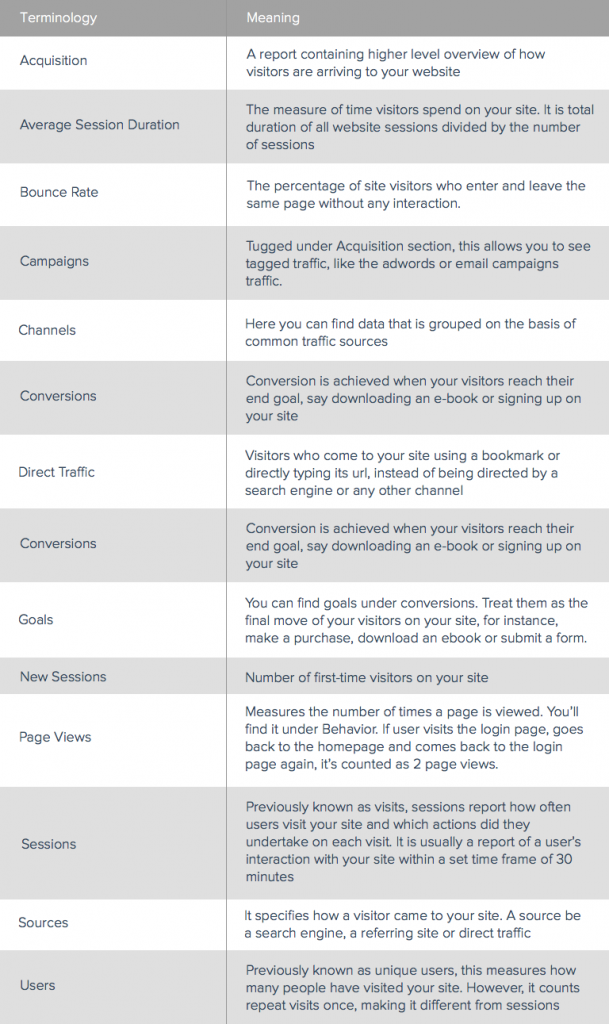 Terminology
Meaning
Acquisition
A report containing higher level overview of how
visitors are arriving to your website
Average Session Duration
The measure of time visitors spend on your site. It is total
duration of all website sessions divided by the number
of sessions
Bounce Rate
The percentage of site visitors who enter and leave the
same page without any interaction.
Campaigns
Tugged under Acquisition section, this allows you to see
tagged traffic, like the adwords or email campaigns
traffic.
Channels
Here you can find data that is grouped on the basis of
common traffic sources
Conversions
Conversion is achieved when your visitors reach their
end goal, say downloading an e-book or signing up on
your site
Direct Traffic
Visitors who come to your site using a bookmark or
directly typing its url, instead of being directed by a
search engine or any other channel
Conversions
Conversion is achieved when your visitors reach their
end goal, say downloading an e-book or signing up on
your site
Goals
You can find goals under conversions. Treat them as the
final move of your visitors on your site, for instance,
make a purchase, download an ebook or submit a form.
New Sessions
Number of first-time visitors on your site
Page Views
Measures the number of times a page is viewed. You'll
find it under Behavior. If user visits the login page, goes
back to the homepage and comes back to the login
page again, it's counted as 2 page views.
Sessions
Previously known as visits, sessions report how often
users visit your site and which actions did they
undertake on each visit. It is usually a report of a user's
interaction with your site within a set time frame of 30
minutes
Sources
It specifies how a visitor came to your site. A source be
a search engine, a referring site or direct traffic
Users
Previously known as unique users, this measures how
many people have visited your site. However, it counts
repeat visits once, making it different from sessions